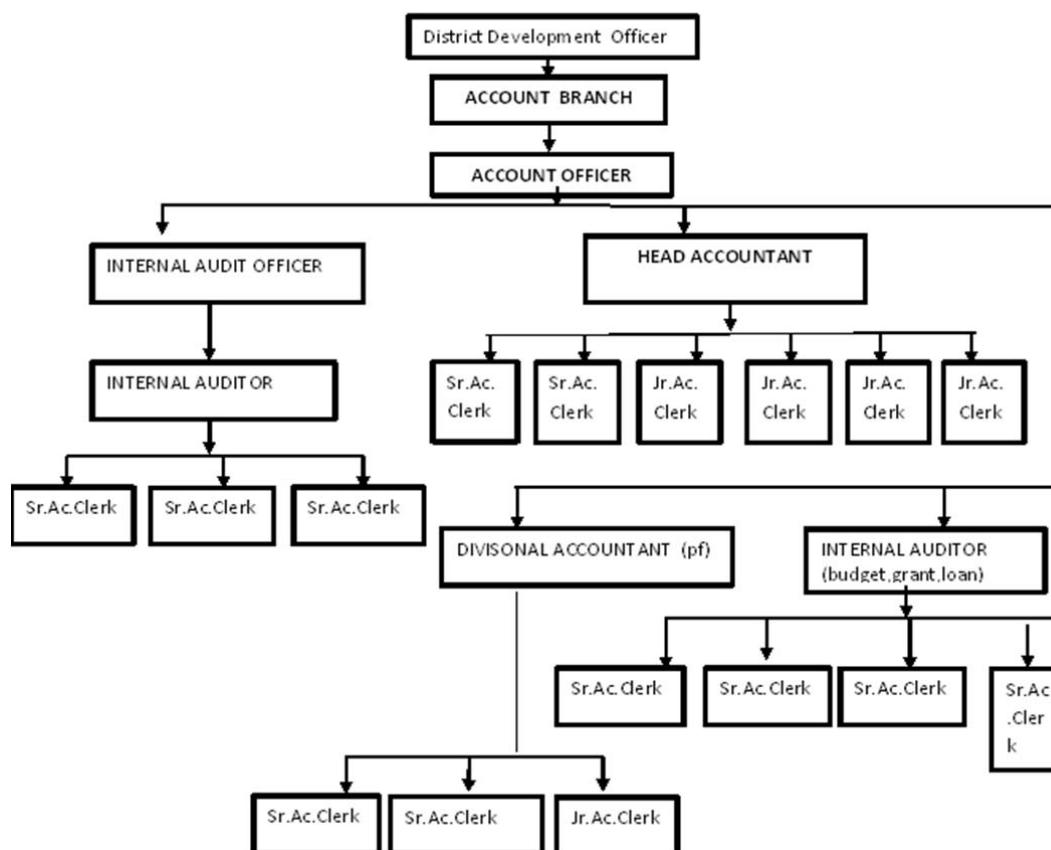 District Development Officer
ACCOUNT BRANCH
ACCOUNT OFFICER
INTERNAL AUDIT OFFICER
HEAD ACCOUNTANT
INTERNAL AUDITOR
Sr.Ac.
Clerk
Sr.Ac.
Clerk
Jr.Ac.
Clerk
Jr.Ac.
Clerk
Jr.Ac.
Clerk
Jr.Ac.
Clerk
Sr.Ac.Clerk
Sr.Ac.Clerk
Sr.Ac.Clerk
DIVISONAL ACCOUNTANT (pf)
INTERNAL AUDITOR
(budget,grant,loan)
Sr.Ac.Clerk
Sr.Ac.Clerk
Sr.Ac.Clerk
Sr.Ac
.Cler
k
Sr.Ac.Clerk
Sr.Ac.Clerk
Jr.Ac.Clerk